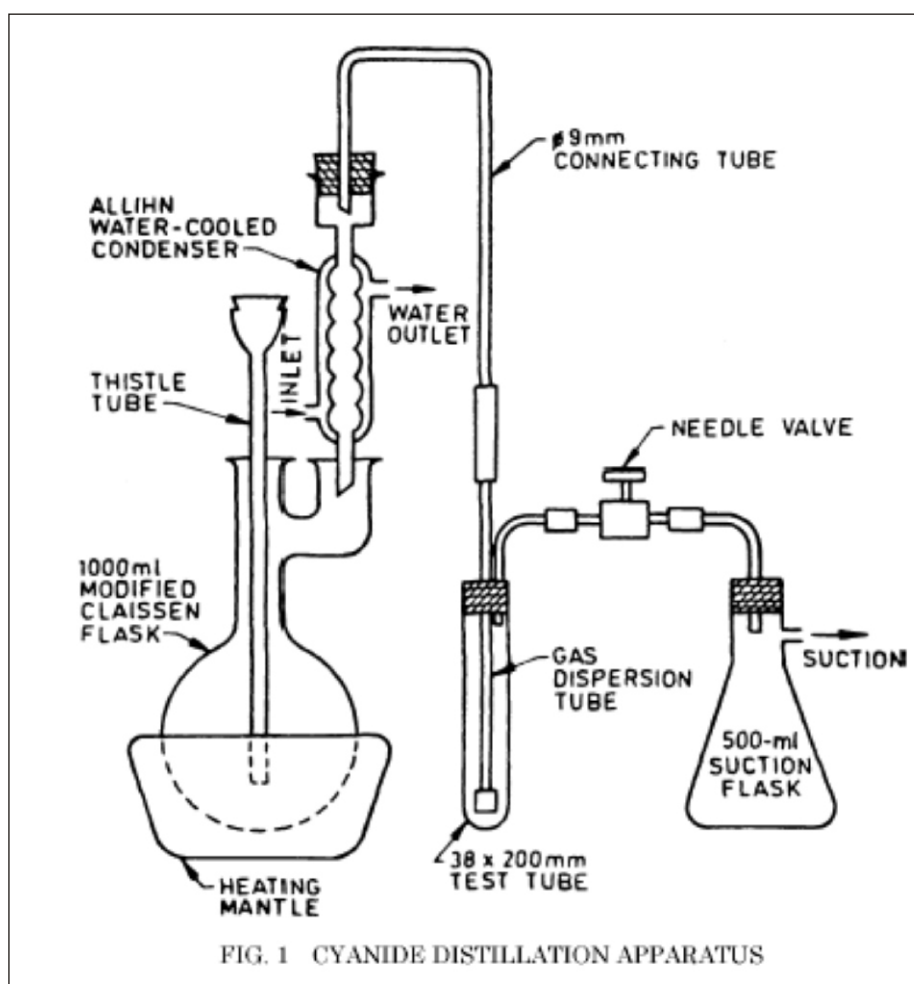 ø9mm
CONNECTING TUBE
ALLIHN
WATER-COOLED
CONDENSER
WATER
OUTLET
INLET
THISTLE
TUBE
NEEDLE VALVE
1000ml
MODIFIED
CLAISSEN
FLASK
GAS
DISPERSION
TUBE
SUCTION
500-ml
SUCTION
FLASK
38 x 200mm
TEST TUBE
HEATING
MANTLE
FIG. 1 CYANIDE DISTILLATION APPARATUS